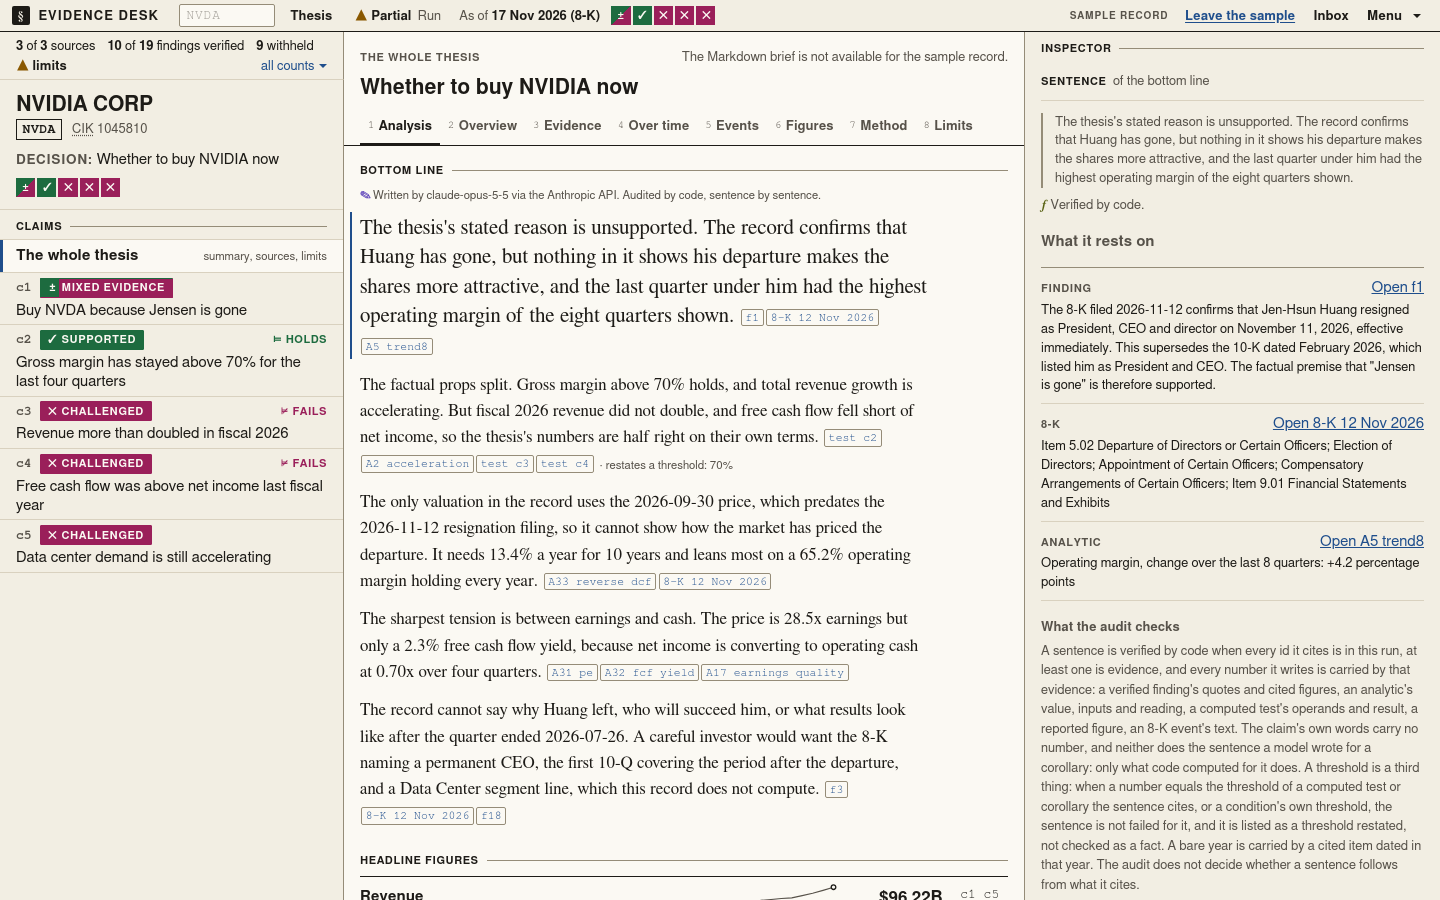 § EVIDENCE DESK NVDA Thesis Partial Run As of 17 Nov 2026 (8-K) ± ✓ ✕ ✕ ✕ SAMPLE RECORD Leave the sample Inbox Menu
3 of 3 sources 10 of 19 findings verified 9 withheld
limits all counts
NVIDIA CORP
NVDA CIK 1045810
DECISION: Whether to buy NVIDIA now
± ✓ ✕ ✕ ✕
CLAIMS
The whole thesis summary, sources, limits
c1 ± MIXED EVIDENCE
Buy NVDA because Jensen is gone
c2 ✓ SUPPORTED ⊨ HOLDS
Gross margin has stayed above 70% for the
last four quarters
c3 ✕ CHALLENGED ⊭ FAILS
Revenue more than doubled in fiscal 2026
c4 ✕ CHALLENGED ⊭ FAILS
Free cash flow was above net income last fiscal
year
c5 ✕ CHALLENGED
Data center demand is still accelerating
THE WHOLE THESIS The Markdown brief is not available for the sample record.
Whether to buy NVIDIA now
1 Analysis 2 Overview 3 Evidence 4 Over time 5 Events 6 Figures 7 Method 8 Limits
BOTTOM LINE
✎ Written by claude-opus-5-5 via the Anthropic API. Audited by code, sentence by sentence.
The thesis's stated reason is unsupported. The record confirms that
Huang has gone, but nothing in it shows his departure makes the
shares more attractive, and the last quarter under him had the highest
operating margin of the eight quarters shown. f1 8-K 12 Nov 2026
A5 trend8
The factual props split. Gross margin above 70% holds, and total revenue growth is
accelerating. But fiscal 2026 revenue did not double, and free cash flow fell short of
net income, so the thesis's numbers are half right on their own terms. test c2
A2 acceleration test c3 test c4 · restates a threshold: 70%
The only valuation in the record uses the 2026-09-30 price, which predates the
2026-11-12 resignation filing, so it cannot show how the market has priced the
departure. It needs 13.4% a year for 10 years and leans most on a 65.2% operating
margin holding every year. A33 reverse dcf 8-K 12 Nov 2026
The sharpest tension is between earnings and cash. The price is 28.5x earnings but
only a 2.3% free cash flow yield, because net income is converting to operating cash
at 0.70x over four quarters. A31 pe A32 fcf yield A17 earnings quality
The record cannot say why Huang left, who will succeed him, or what results look
like after the quarter ended 2026-07-26. A careful investor would want the 8-K
naming a permanent CEO, the first 10-Q covering the period after the departure,
and a Data Center segment line, which this record does not compute. f3
8-K 12 Nov 2026 f18
HEADLINE FIGURES
Revenue $96.22B c1 c5
INSPECTOR
SENTENCE of the bottom line
The thesis's stated reason is unsupported. The record confirms
that Huang has gone, but nothing in it shows his departure makes
the shares more attractive, and the last quarter under him had the
highest operating margin of the eight quarters shown.
ƒ Verified by code.
What it rests on
FINDING Open f1
The 8-K filed 2026-11-12 confirms that Jen-Hsun Huang resigned
as President, CEO and director on November 11, 2026, effective
immediately. This supersedes the 10-K dated February 2026, which
listed him as President and CEO. The factual premise that "Jensen
is gone" is therefore supported.
8-K Open 8-K 12 Nov 2026
Item 5.02 Departure of Directors or Certain Officers; Election of
Directors; Appointment of Certain Officers; Compensatory
Arrangements of Certain Officers; Item 9.01 Financial Statements
and Exhibits
ANALYTIC Open A5 trend8
Operating margin, change over the last 8 quarters: +4.2 percentage
points
What the audit checks
A sentence is verified by code when every id it cites is in this run, at
least one is evidence, and every number it writes is carried by that
evidence: a verified finding's quotes and cited figures, an analytic's
value, inputs and reading, a computed test's operands and result, a
reported figure, an 8-K event's text. The claim's own words carry no
number, and neither does the sentence a model wrote for a
corollary: only what code computed for it does. A threshold is a third
thing: when a number equals the threshold of a computed test or
corollary the sentence cites, or a condition's own threshold, the
sentence is not failed for it, and it is listed as a threshold restated,
not checked as a fact. A bare year is carried by a cited item dated in
that year. The audit does not decide whether a sentence follows
from what it cites.